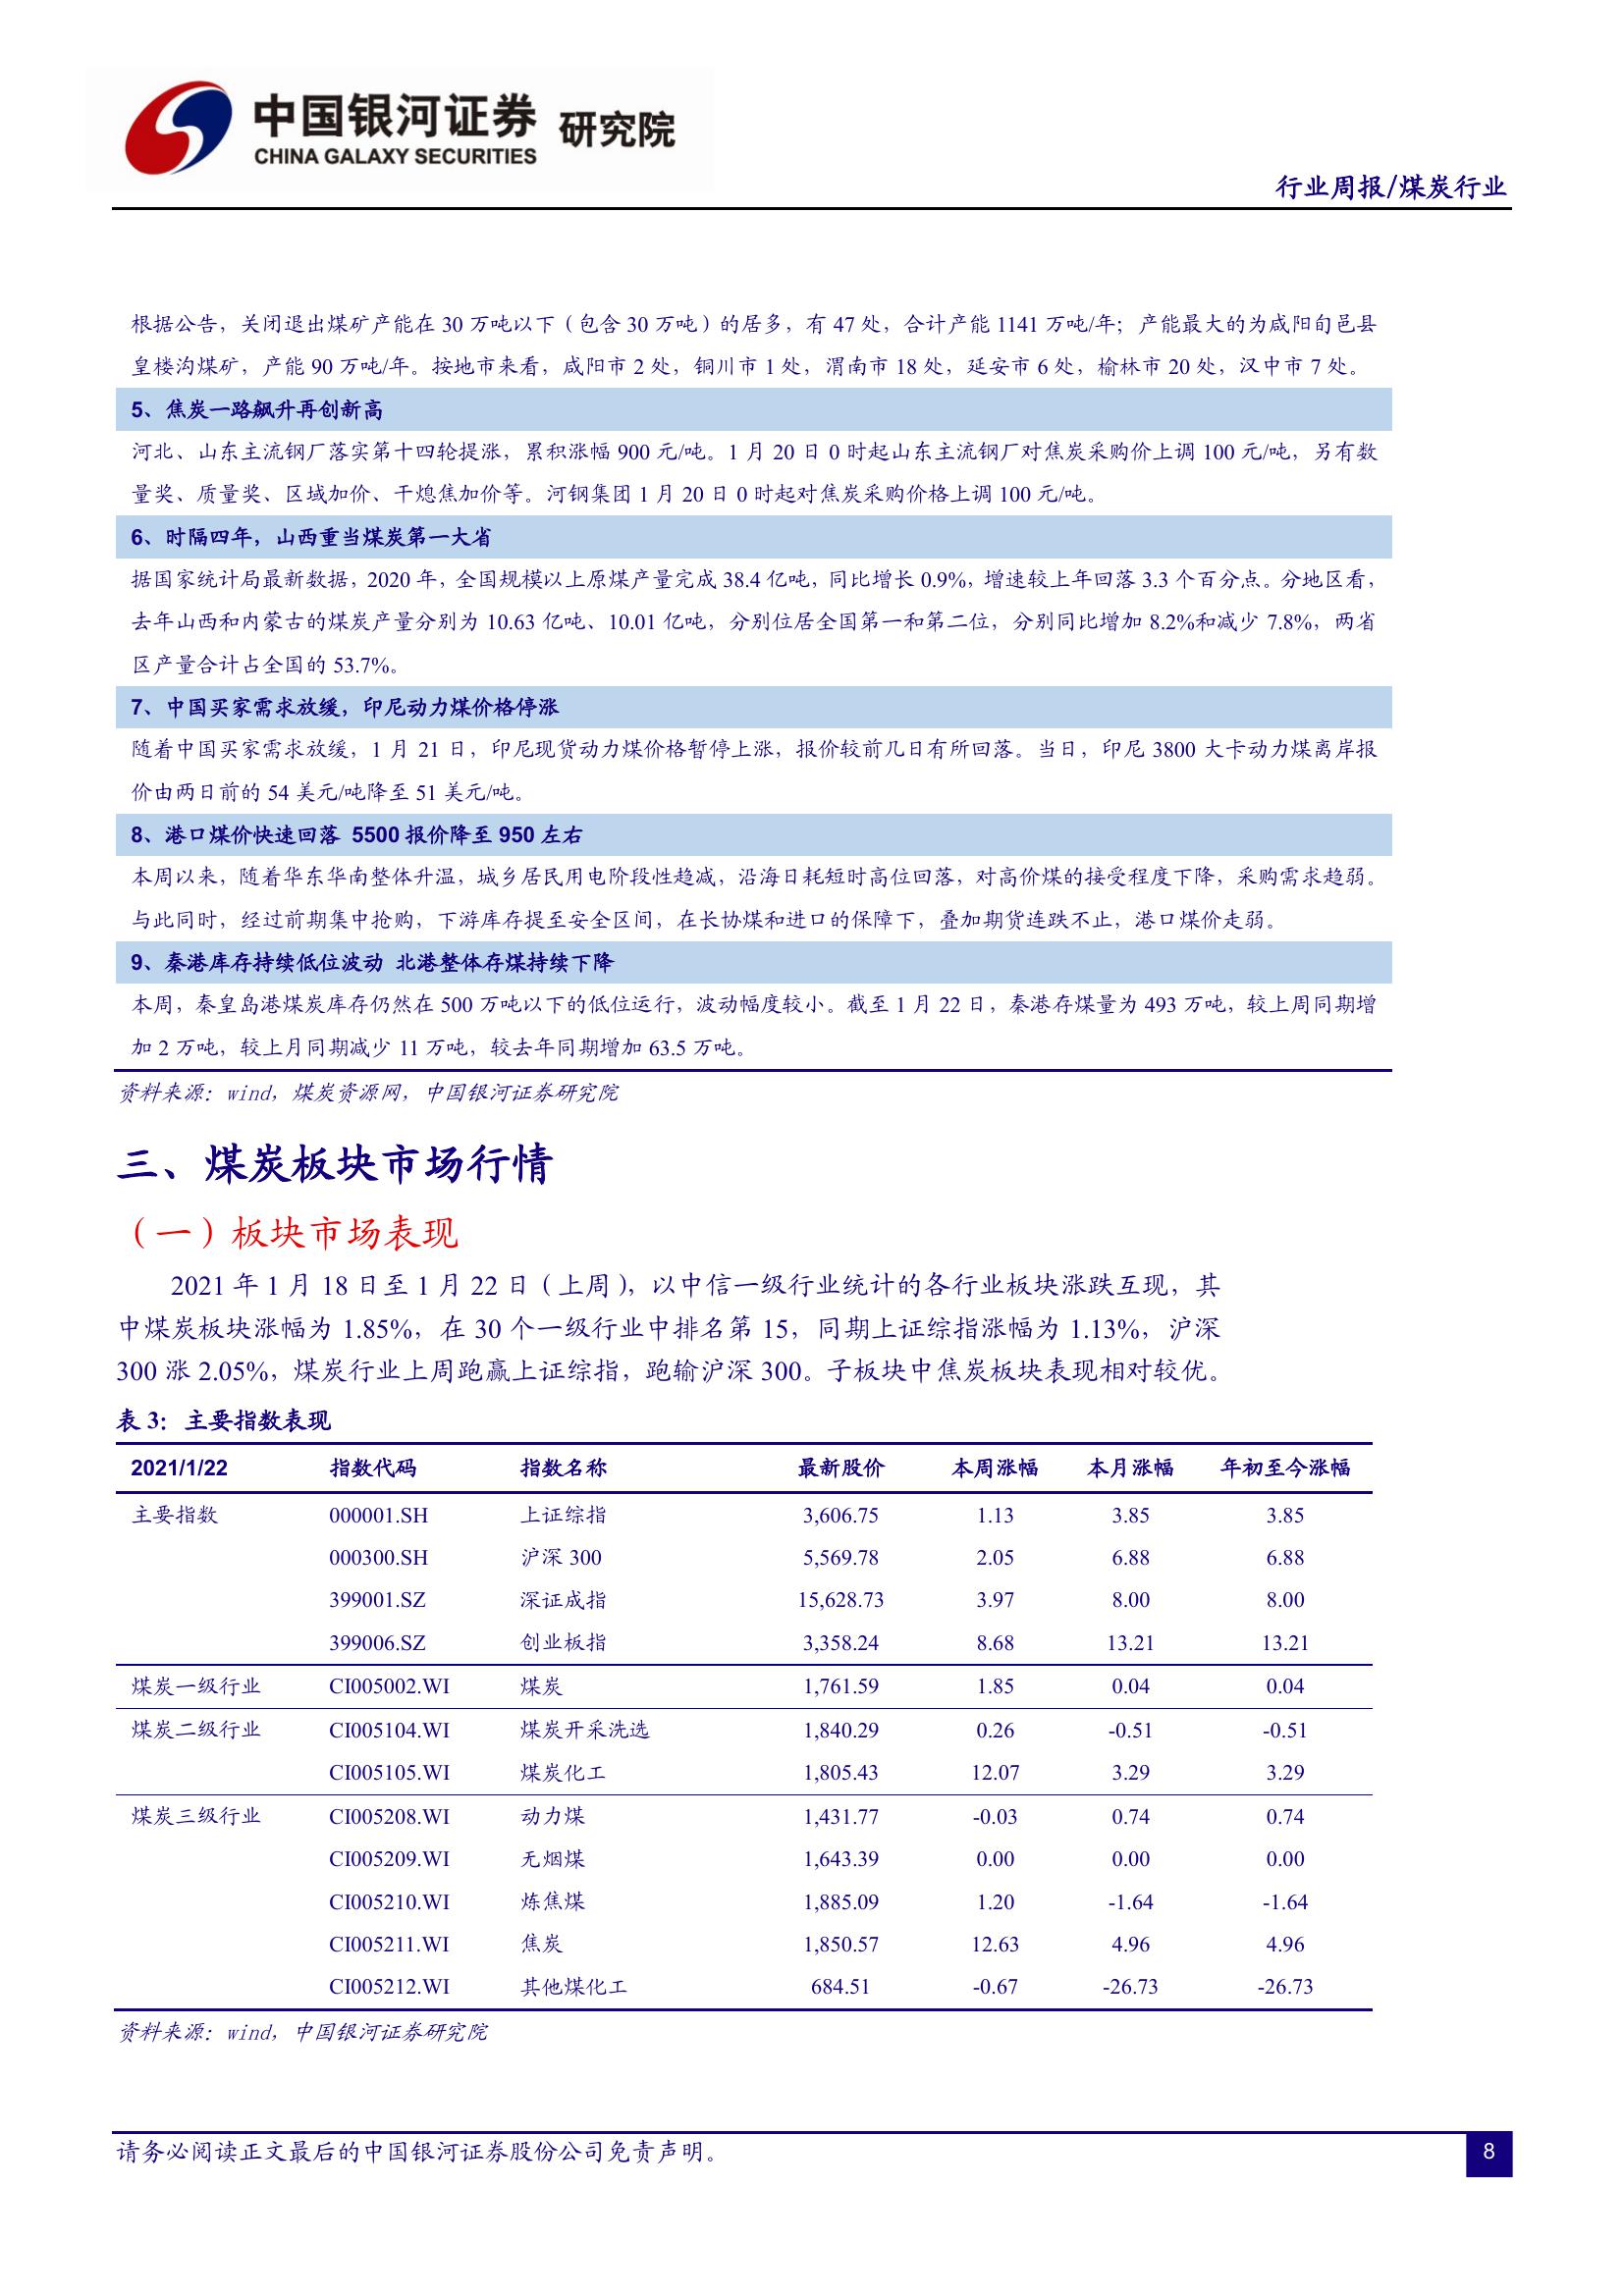 中国银河证券 研究院
CHINA GALAXY SECURITIES
行业周报/煤炭行业
根据公告，关闭退出煤矿产能在 30 万吨以下（包含 30 万吨）的居多，有 47 处，合计产能 1141 万吨/年；产能最大的为咸阳旬邑县
皇楼沟煤矿，产能 90 万吨/年。按地市来看，咸阳市 2 处，铜川市 1 处，渭南市 18 处，延安市 6 处，榆林市 20 处，汉中市 7 处。
5、焦炭一路飙升再创新高
河北、山东主流钢厂落实第十四轮提涨，累积涨幅 900 元/吨。1 月 20 日 0 时起山东主流钢厂对焦炭采购价上调 100 元/吨，另有数
量奖、质量奖、区域加价、干熄焦加价等。河钢集团 1 月 20 日 0 时起对焦炭采购价格上调 100 元/吨。
6、时隔四年，山西重当煤炭第一大省
据国家统计局最新数据，2020 年，全国规模以上原煤产量完成 38.4 亿吨，同比增长 0.9%，增速较上年回落 3.3 个百分点。分地区看，
去年山西和内蒙古的煤炭产量分别为 10.63 亿吨、10.01 亿吨，分别位居全国第一和第二位，分别同比增加 8.2%和减少 7.8%，两省
区产量合计占全国的 53.7%。
7、中国买家需求放缓，印尼动力煤价格停涨
随着中国买家需求放缓，1 月 21 日，印尼现货动力煤价格暂停上涨，报价较前几日有所回落。当日，印尼 3800 大卡动力煤离岸报
价由两日前的 54 美元/吨降至 51 美元/吨。
8、港口煤价快速回落 5500 报价降至 950 左右
本周以来，随着华东华南整体升温，城乡居民用电阶段性趋减，沿海日耗短时高位回落，对高价煤的接受程度下降，采购需求趋弱。
与此同时，经过前期集中抢购，下游库存提至安全区间，在长协煤和进口的保障下，叠加期货连跌不止，港口煤价走弱。
9、秦港库存持续低位波动 北港整体存煤持续下降
本周，秦皇岛港煤炭库存仍然在 500 万吨以下的低位运行，波动幅度较小。截至 1 月 22 日，秦港存煤量为 493 万吨，较上周同期增
加 2 万吨，较上月同期减少 11 万吨，较去年同期增加 63.5 万吨。
资料来源：wind，煤炭资源网，中国银河证券研究院
三、煤炭板块市场行情
（一）板块市场表现
2021 年 1 月 18 日至 1 月 22 日（上周），以中信一级行业统计的各行业板块涨跌互现，其
中煤炭板块涨幅为 1.85%，在 30 个一级行业中排名第 15，同期上证综指涨幅为 1.13%，沪深
300 涨 2.05%，煤炭行业上周跑赢上证综指，跑输沪深 300。子板块中焦炭板块表现相对较优。
表 3：主要指数表现
2021/1/22 指数代码 指数名称 最新股价 本周涨幅 本月涨幅 年初至今涨幅
主要指数 000001.SH 上证综指 3,606.75 1.13 3.85 3.85
000300.SH 沪深 300 5,569.78 2.05 6.88 6.88
399001.SZ 深证成指 15,628.73 3.97 8.00 8.00
399006.SZ 创业板指 3,358.24 8.68 13.21 13.21
煤炭一级行业 CI005002.WI 煤炭 1,761.59 1.85 0.04 0.04
煤炭二级行业 CI005104.WI 煤炭开采洗选 1,840.29 0.26 -0.51 -0.51
CI005105.WI 煤炭化工 1,805.43 12.07 3.29 3.29
煤炭三级行业 CI005208.WI 动力煤 1,431.77 -0.03 0.74 0.74
CI005209.WI 无烟煤 1,643.39 0.00 0.00 0.00
CI005210.WI 炼焦煤 1,885.09 1.20 -1.64 -1.64
CI005211.WI 焦炭 1,850.57 12.63 4.96 4.96
CI005212.WI 其他煤化工 684.51 -0.67 -26.73 -26.73
资料来源：wind，中国银河证券研究院
请务必阅读正文最后的中国银河证券股份公司免责声明。
8